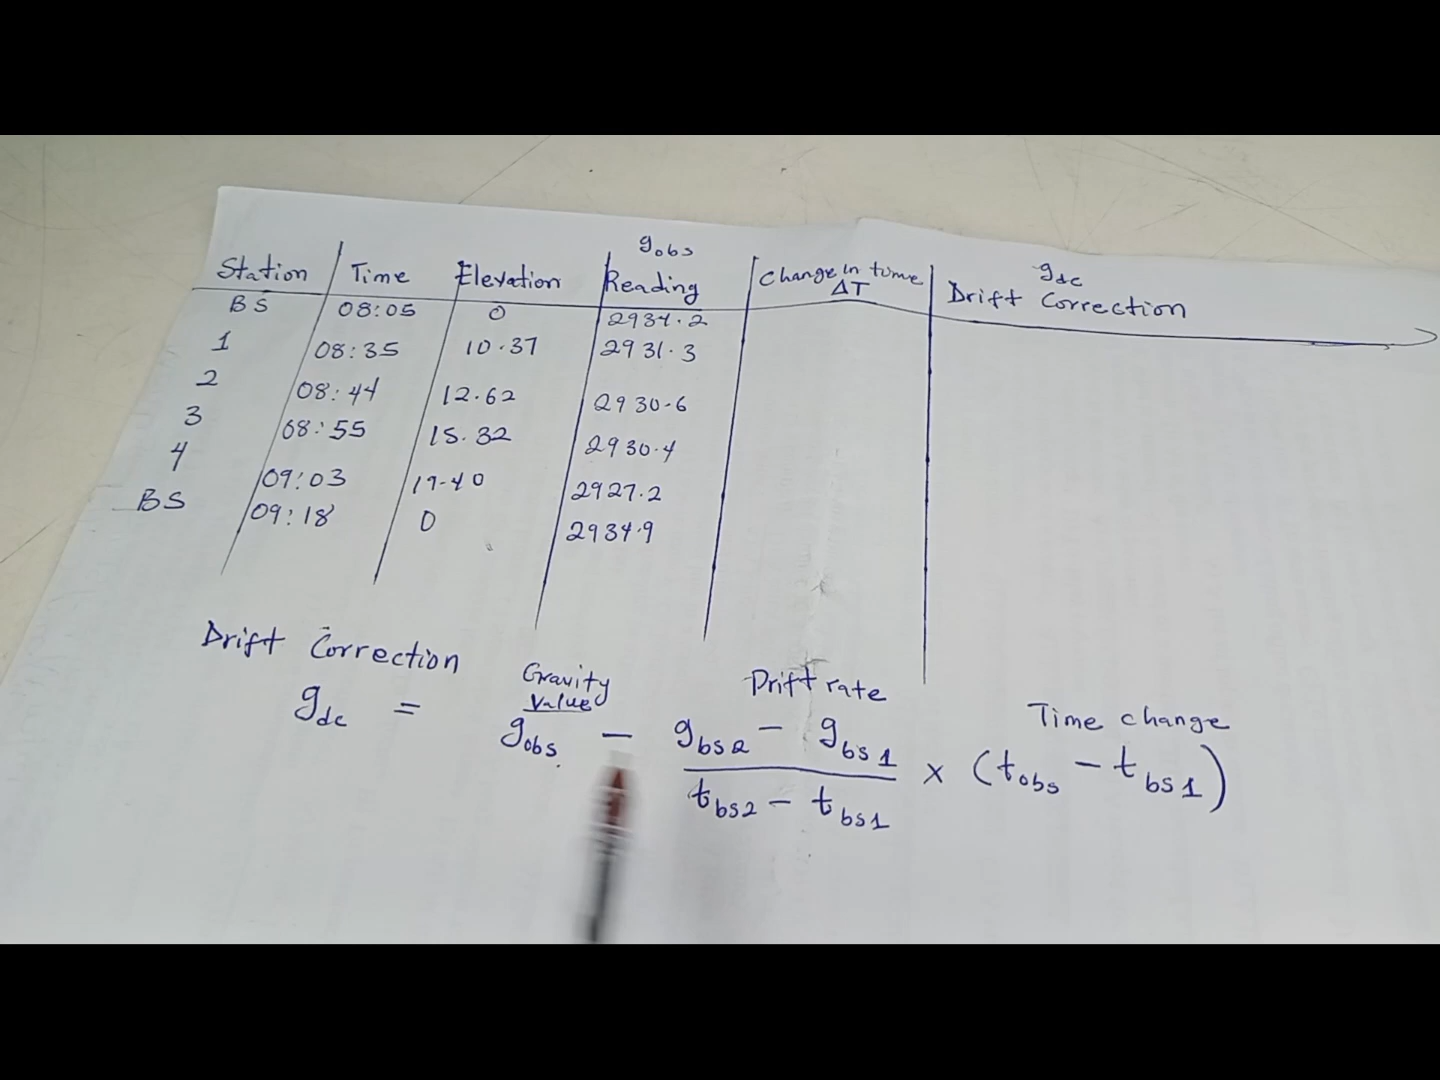 g obs
Station Time Elevation Reading Change in time ΔT g dc Drift Correction
BS 08:05 0 2934.2
1 08:35 10.37 2931.3
2 08:44 12.62 2930.6
3 08:55 15.32 2930.4
4 09:03 19.40 2927.2
BS 09:18 0 2934.9
Drift Correction
Gravity Value Drift rate Time change
g dc = g obs. - (g bs2 - g bs1) / (t bs2 - t bs1) × (t obs - t bs1)